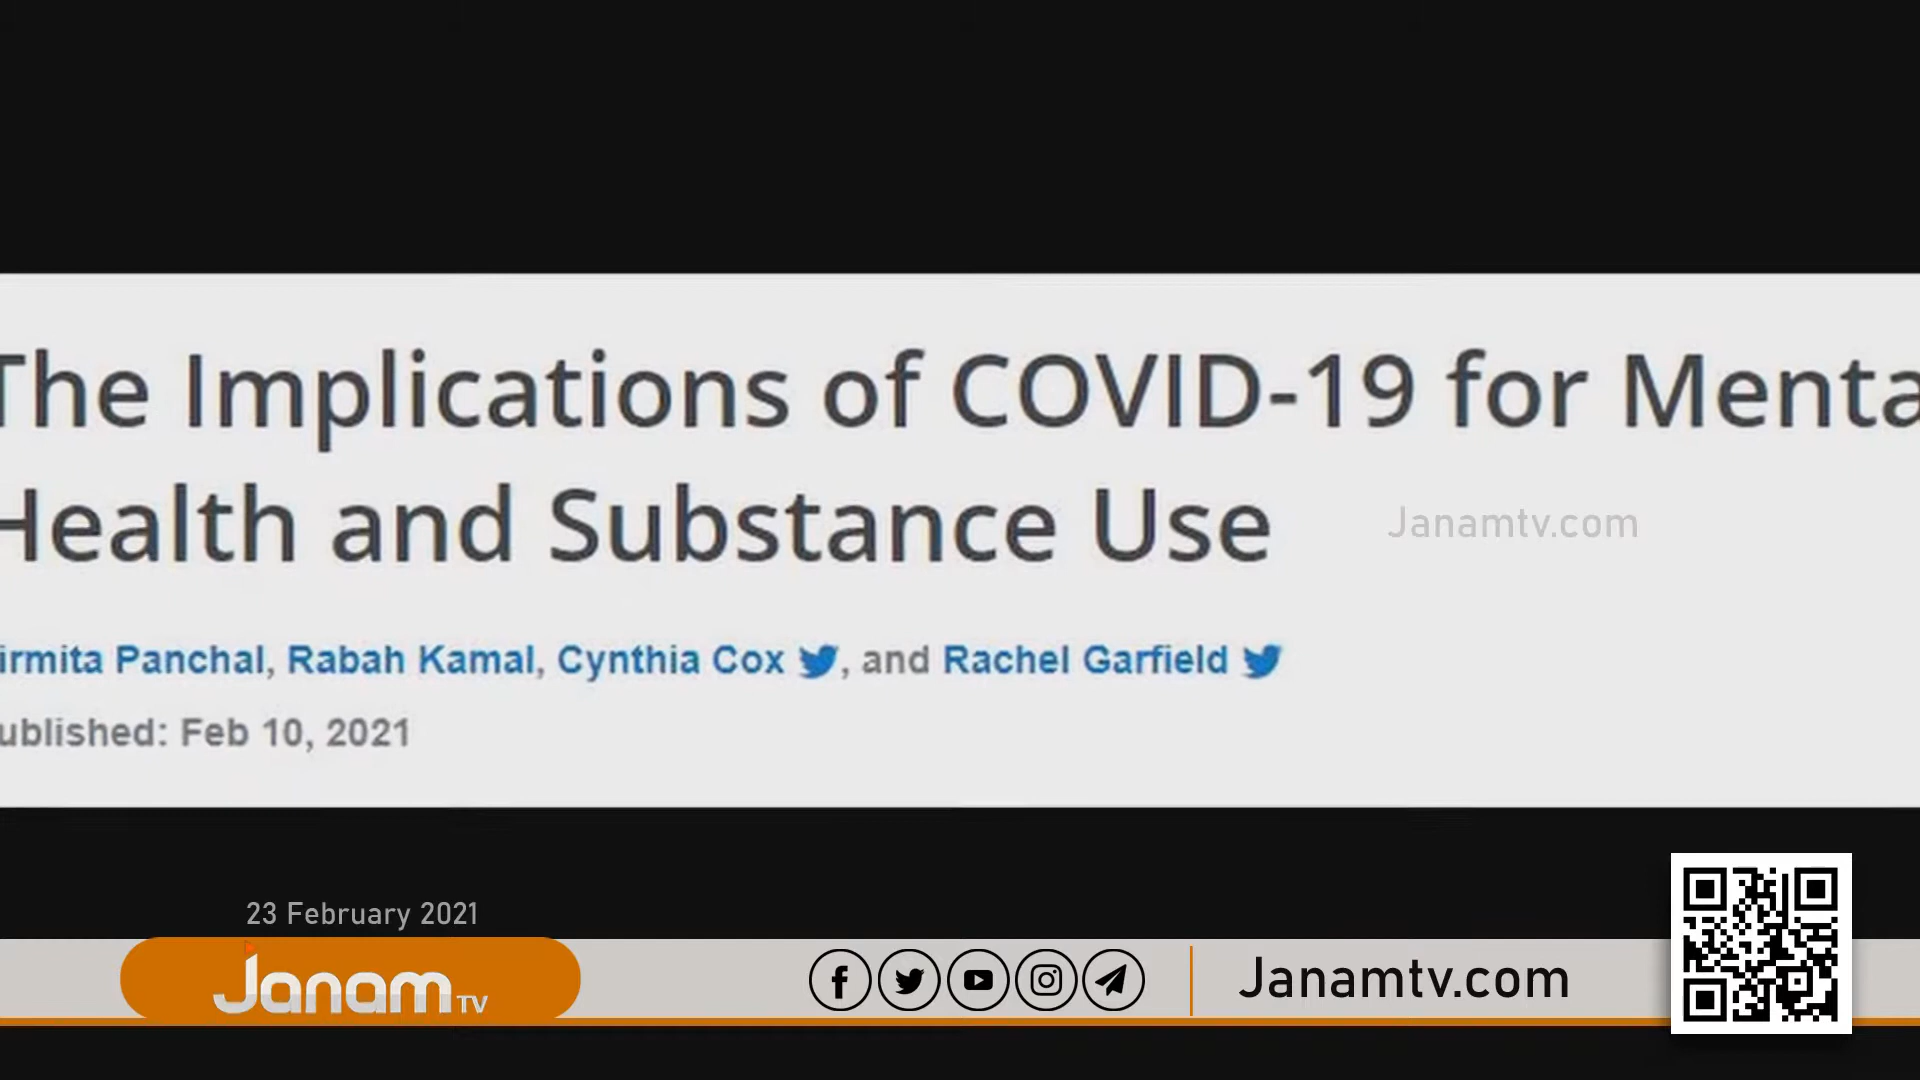 The Implications of COVID-19 for Menta
Health and Substance Use
Janamtv.com
irmita Panchal, Rabah Kamal, Cynthia Cox, and Rachel Garfield
ublished: Feb 10, 2021
23 February 2021
Janam TV
Janamtv.com